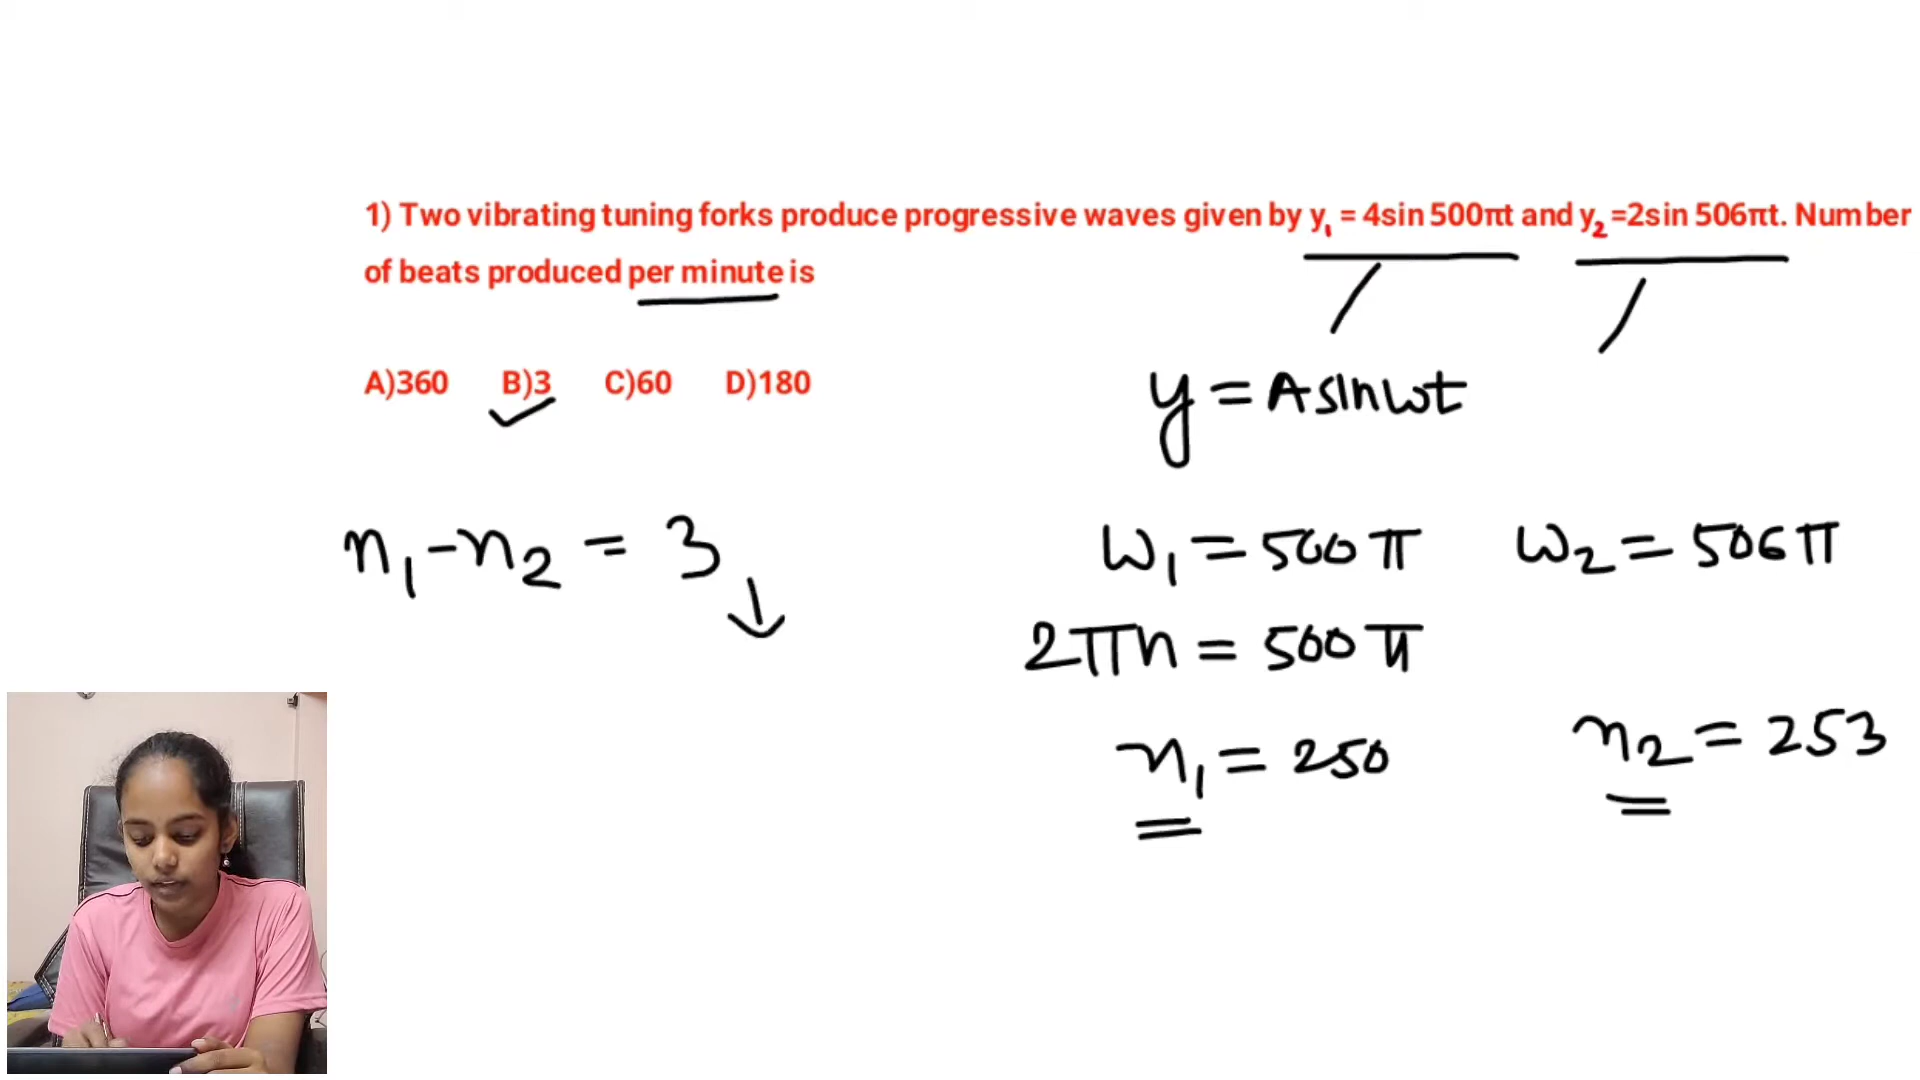 1) Two vibrating tuning forks produce progressive waves given by y₁ = 4sin 500πt and y₂ =2sin 506πt. Number
of beats produced per minute is
A)360 B)3 C)60 D)180
y = A sin ωt
n₁ - n₂ = 3
ω₁ = 500π ω₂ = 506π
2πn = 500π
n₁ = 250 n₂ = 253